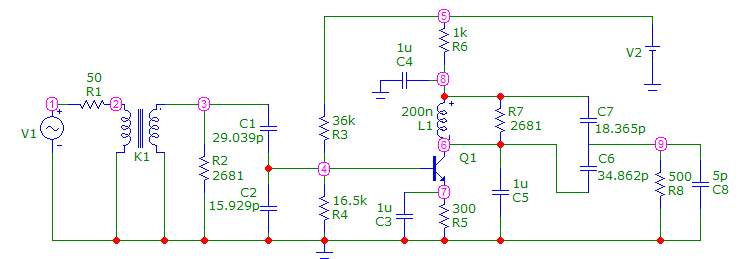 5
1k
R6
V2
1u
C4
8
50
R1
1
2
3
V1
K1
C1
29.039p
36k
R3
200n
L1
R7
2681
C7
18.365p
6
9
R2
2681
4
Q1
C6
34.862p
C2
15.929p
16.5k
R4
7
1u
C3
300
R5
1u
C5
500
R8
5p
C8